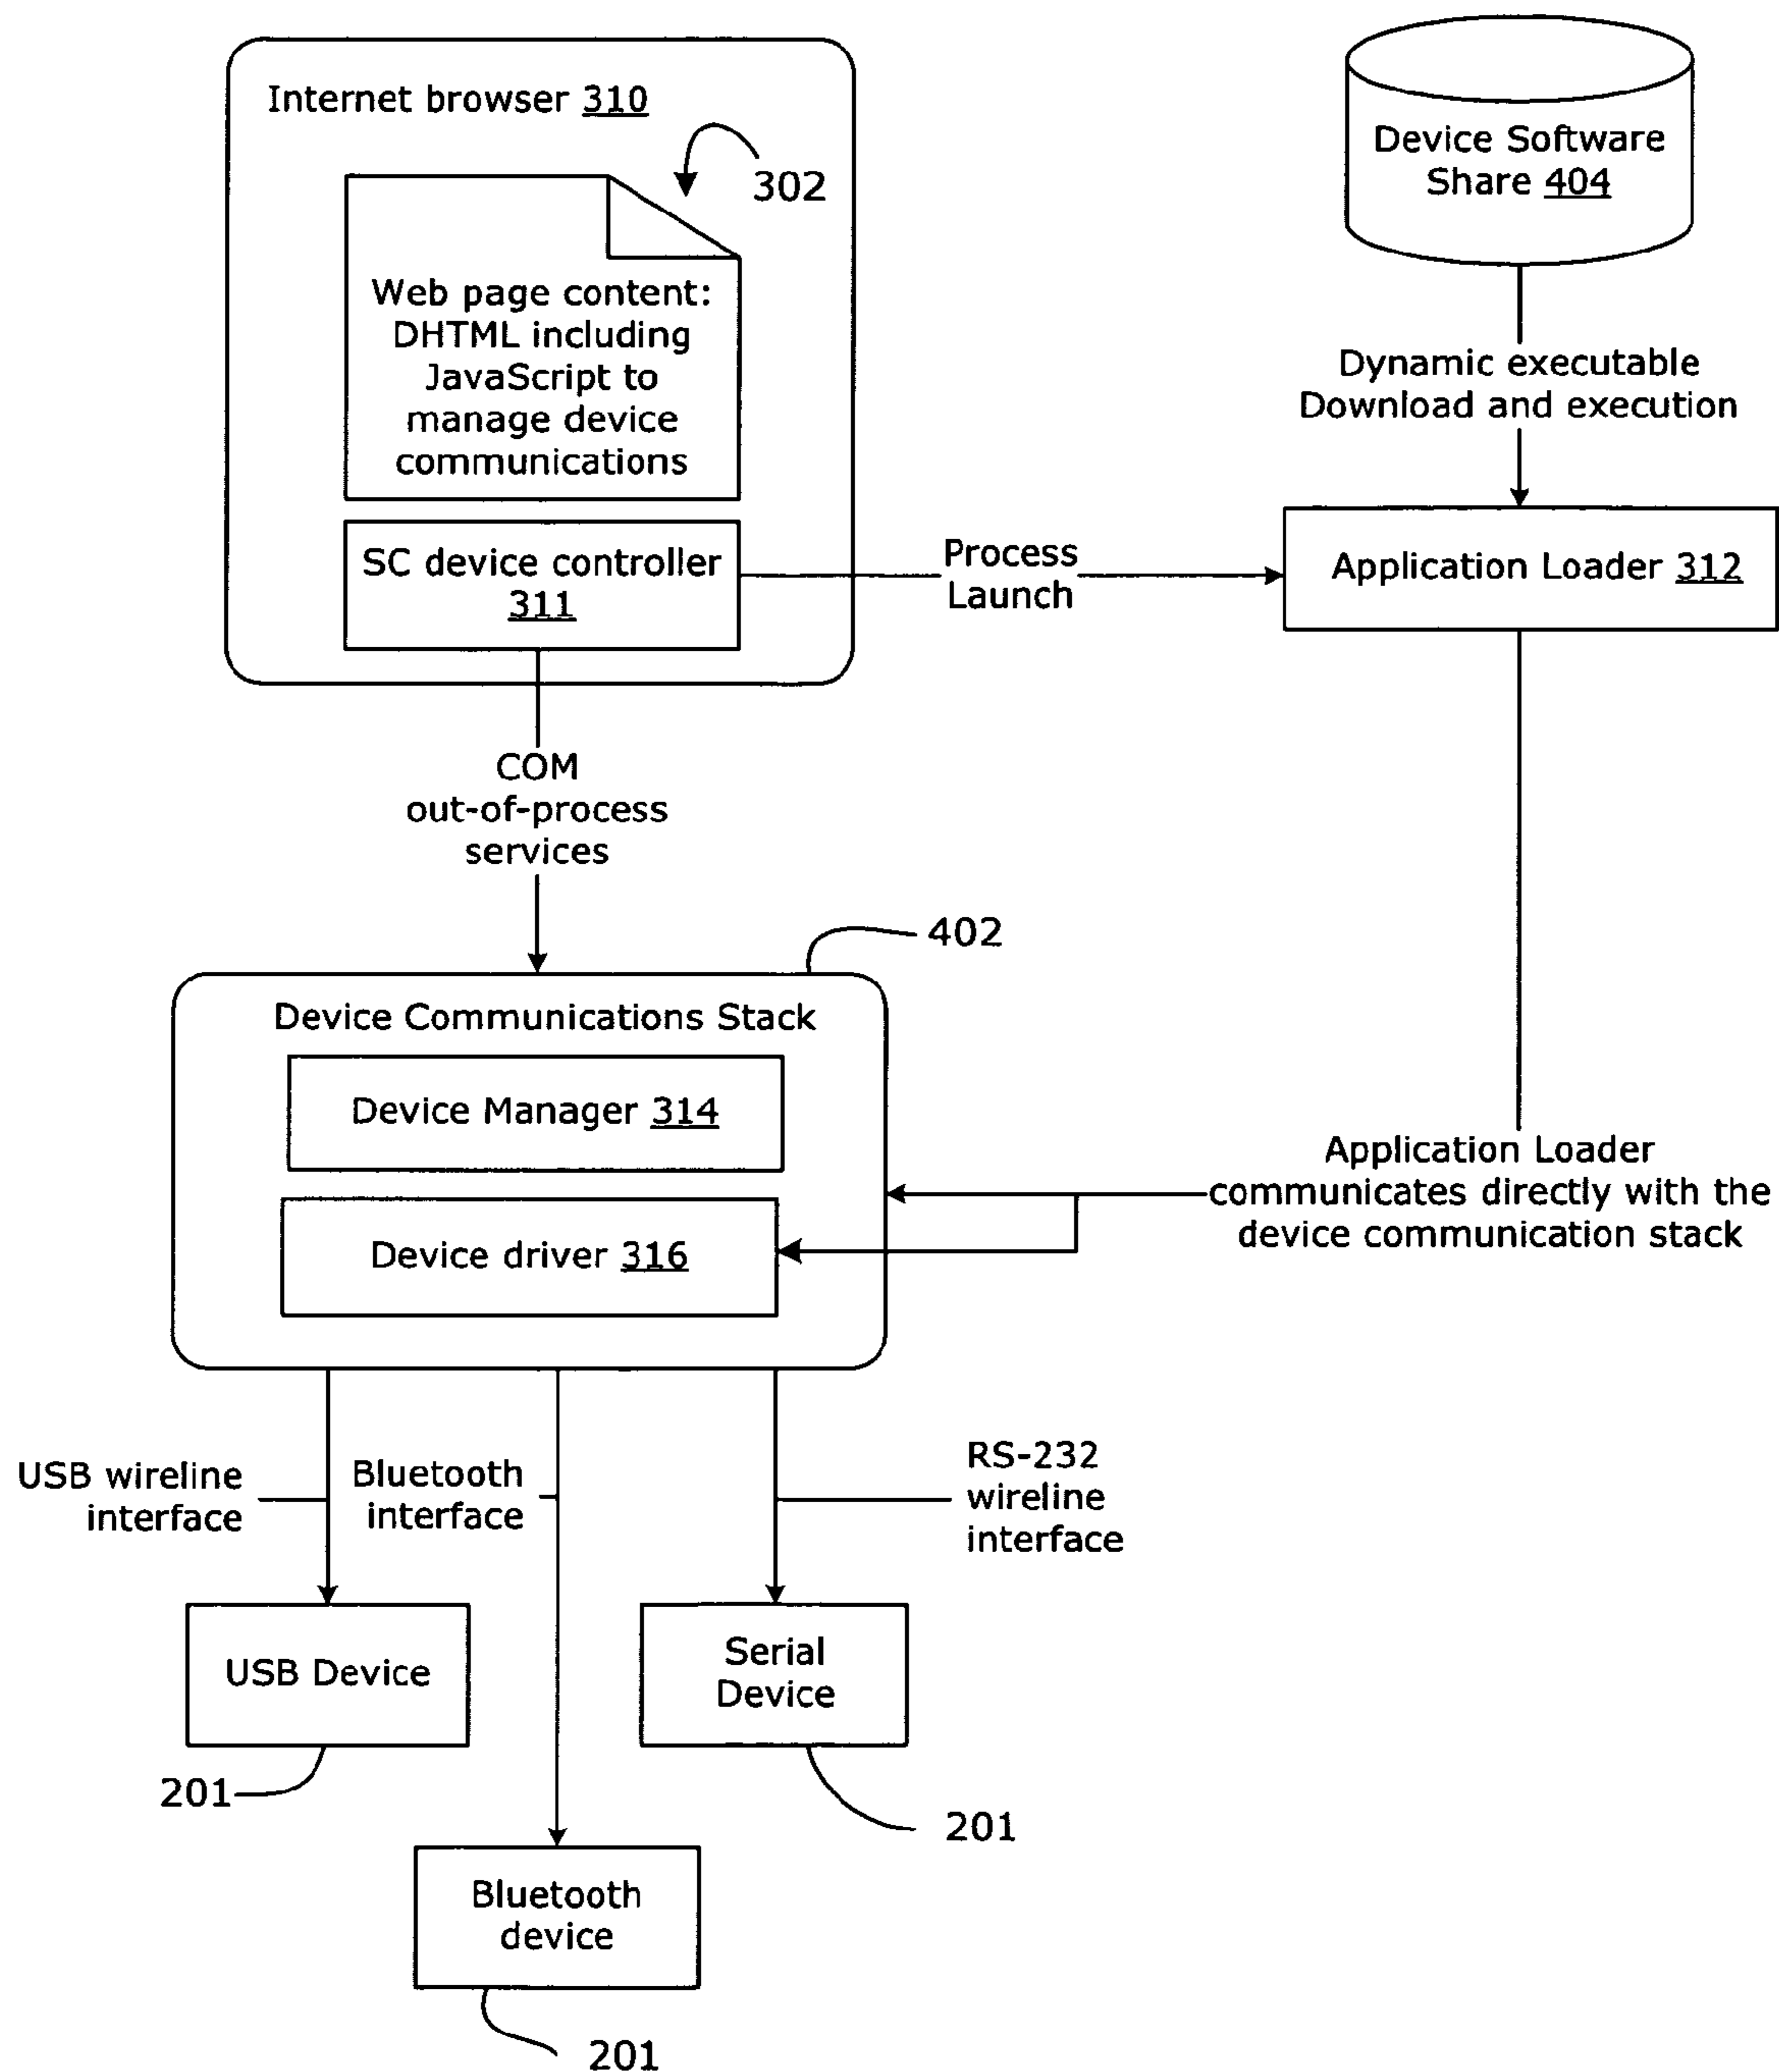 Internet browser 310
302
Web page content:
DHTML including
JavaScript to
manage device
communications
SC device controller
311
Process
Launch
Device Software
Share 404
Dynamic executable
Download and execution
Application Loader 312
COM
out-of-process
services
402
Device Communications Stack
Device Manager 314
Device driver 316
Application Loader
communicates directly with the
device communication stack
USB wireline
interface
Bluetooth
interface
RS-232
wireline
interface
USB Device
201
Serial
Device
201
Bluetooth
device
201